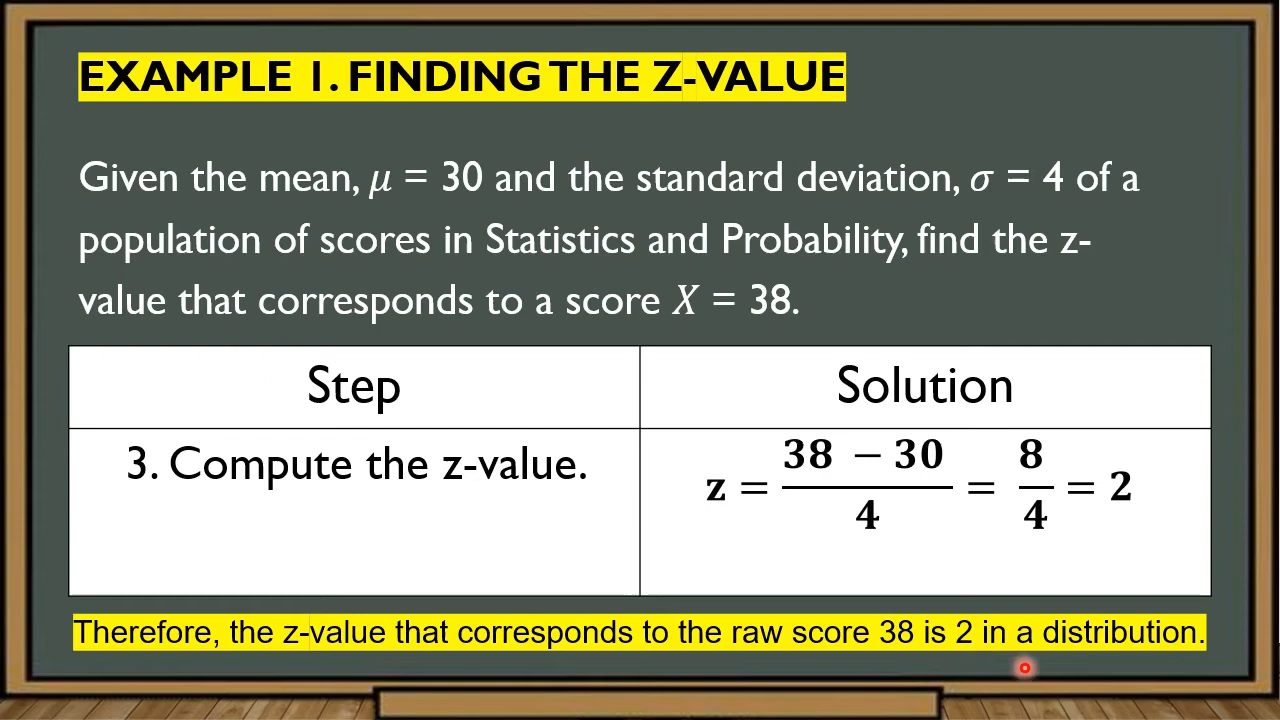 EXAMPLE 1. FINDING THE Z-VALUE
Given the mean, 𝜇 = 30 and the standard deviation, 𝜎 = 4 of a
population of scores in Statistics and Probability, find the z-
value that corresponds to a score 𝑋 = 38.
Step Solution
3. Compute the z-value. z = (38 − 30)/4 = 8/4 = 2
Therefore, the z-value that corresponds to the raw score 38 is 2 in a distribution.